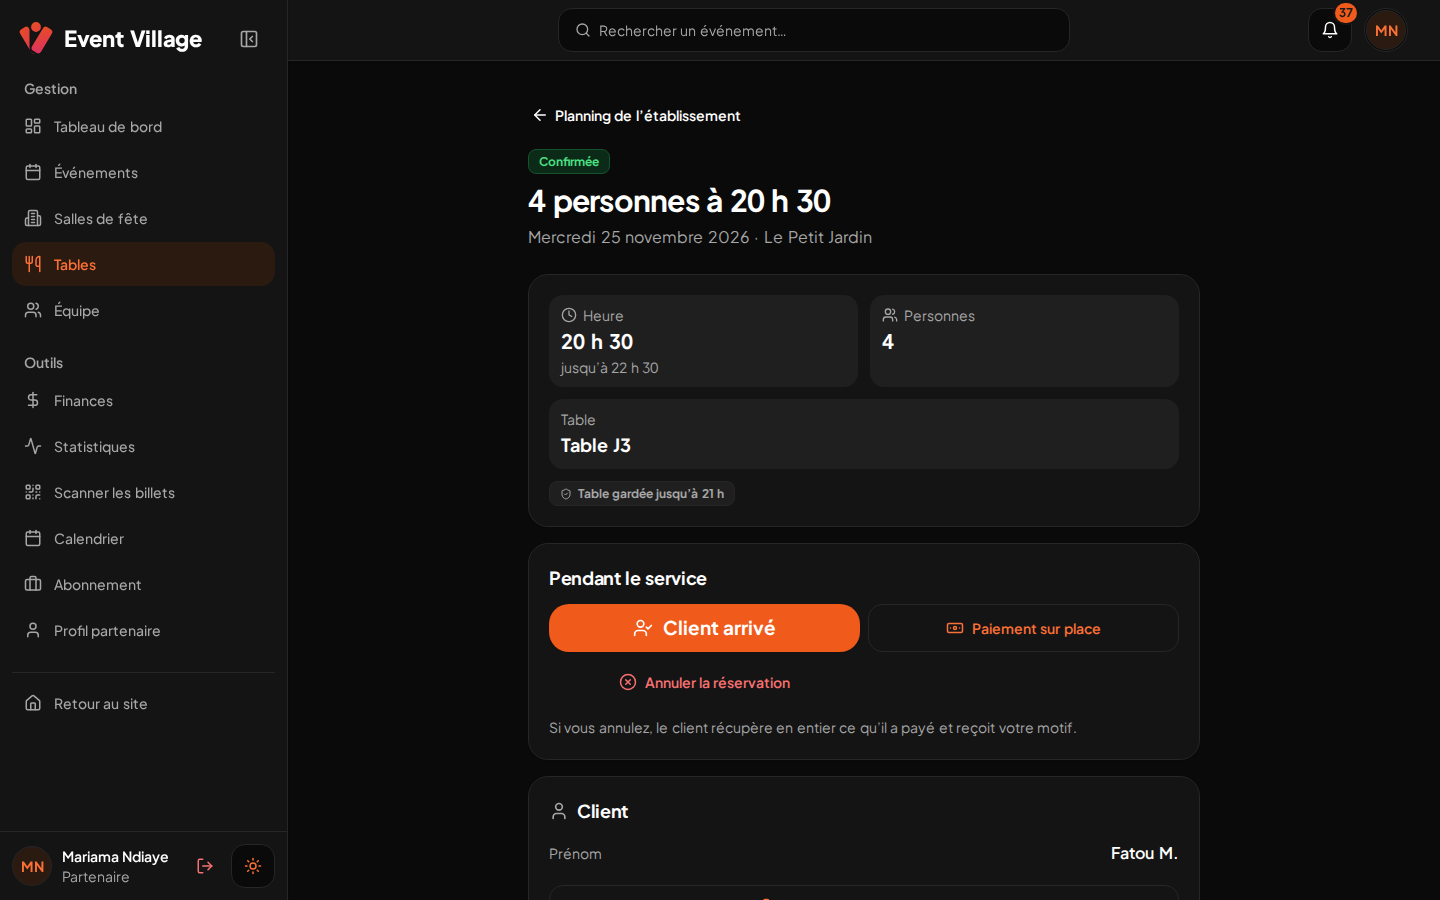 Event Village
Rechercher un événement...
37
MN
Gestion
Tableau de bord
Événements
Salles de fête
Tables
Équipe
Outils
Finances
Statistiques
Scanner les billets
Calendrier
Abonnement
Profil partenaire
Retour au site
MN
Mariama Ndiaye
Partenaire
Planning de l’établissement
Confirmée
4 personnes à 20 h 30
Mercredi 25 novembre 2026 · Le Petit Jardin
Heure
20 h 30
jusqu’à 22 h 30
Personnes
4
Table
Table J3
Table gardée jusqu’à 21 h
Pendant le service
Client arrivé
Paiement sur place
Annuler la réservation
Si vous annulez, le client récupère en entier ce qu’il a payé et reçoit votre motif.
Client
Prénom
Fatou M.